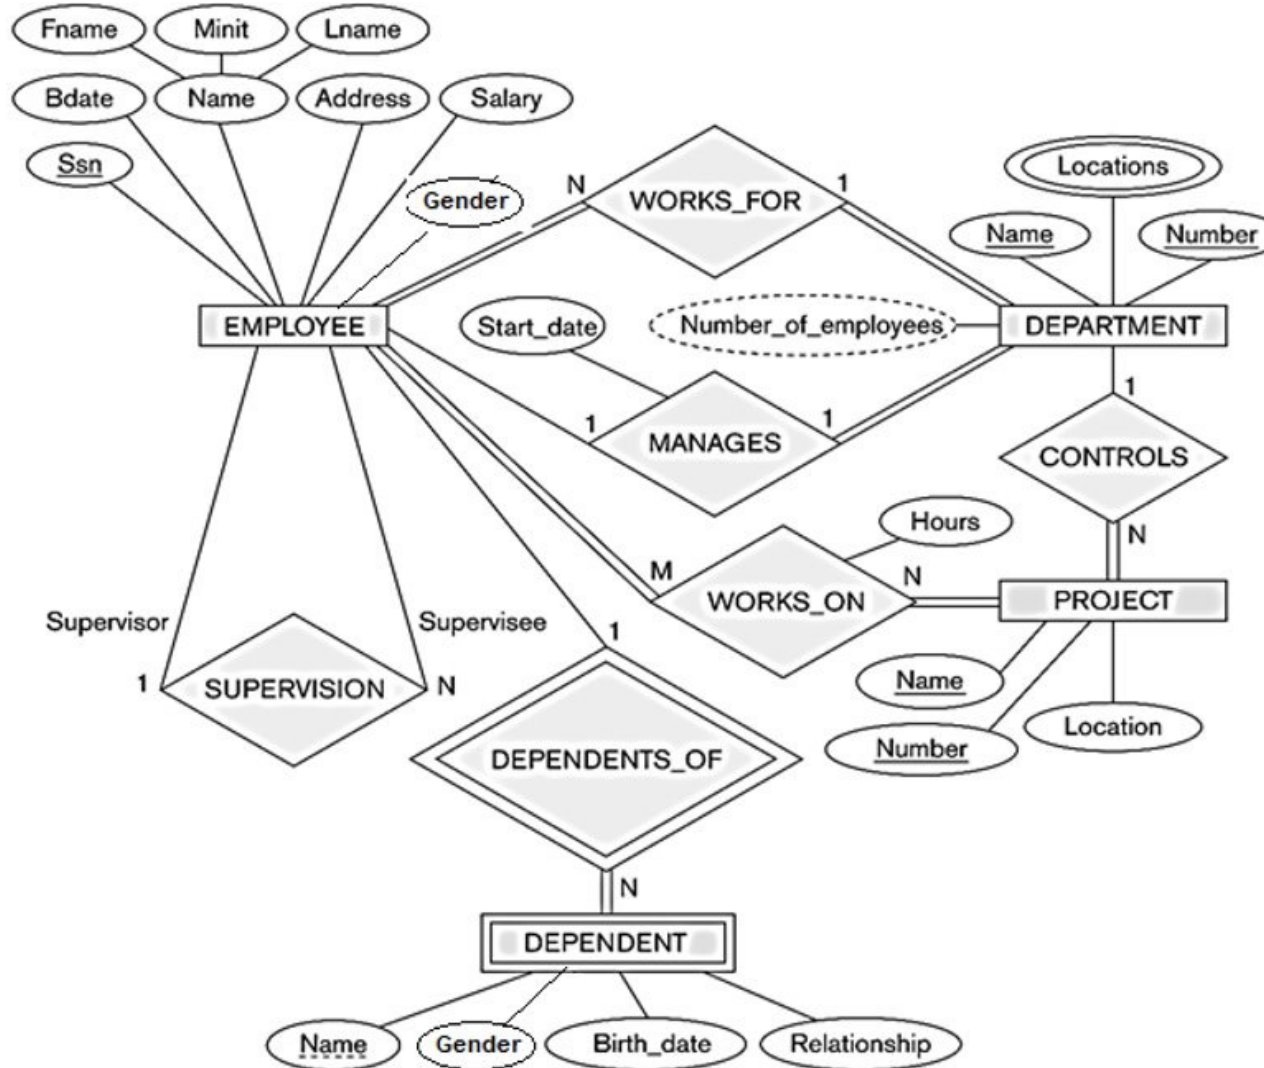 Fname Minit Lname
Bdate Name Address Salary
Ssn
Gender
N WORKS_FOR 1
Locations
Name Number
EMPLOYEE
Start_date
Number_of_employees
DEPARTMENT
1 MANAGES 1
1
CONTROLS
N
Hours
M WORKS_ON N
PROJECT
Name
Number
Location
Supervisor Supervisee
1 SUPERVISION N
1
DEPENDENTS_OF
N
DEPENDENT
Name Gender Birth_date Relationship